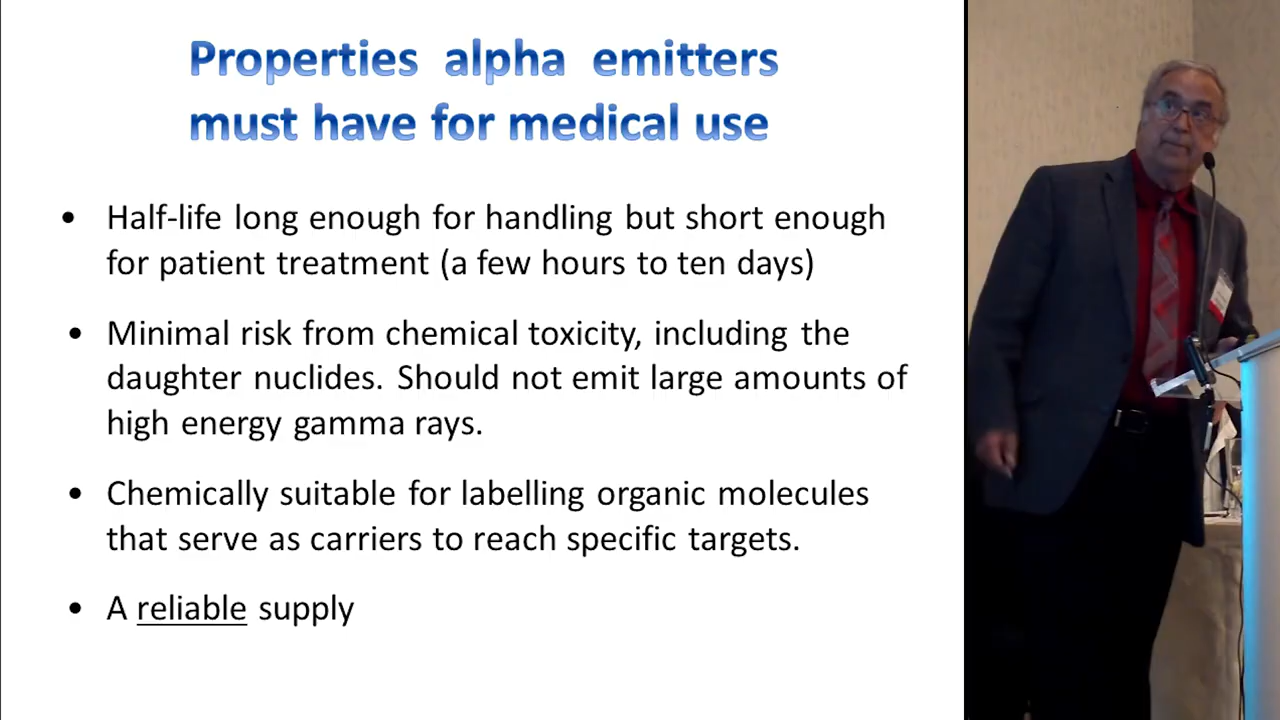 Properties alpha emitters
must have for medical use
• Half-life long enough for handling but short enough
for patient treatment (a few hours to ten days)
• Minimal risk from chemical toxicity, including the
daughter nuclides. Should not emit large amounts of
high energy gamma rays.
• Chemically suitable for labelling organic molecules
that serve as carriers to reach specific targets.
• A reliable supply